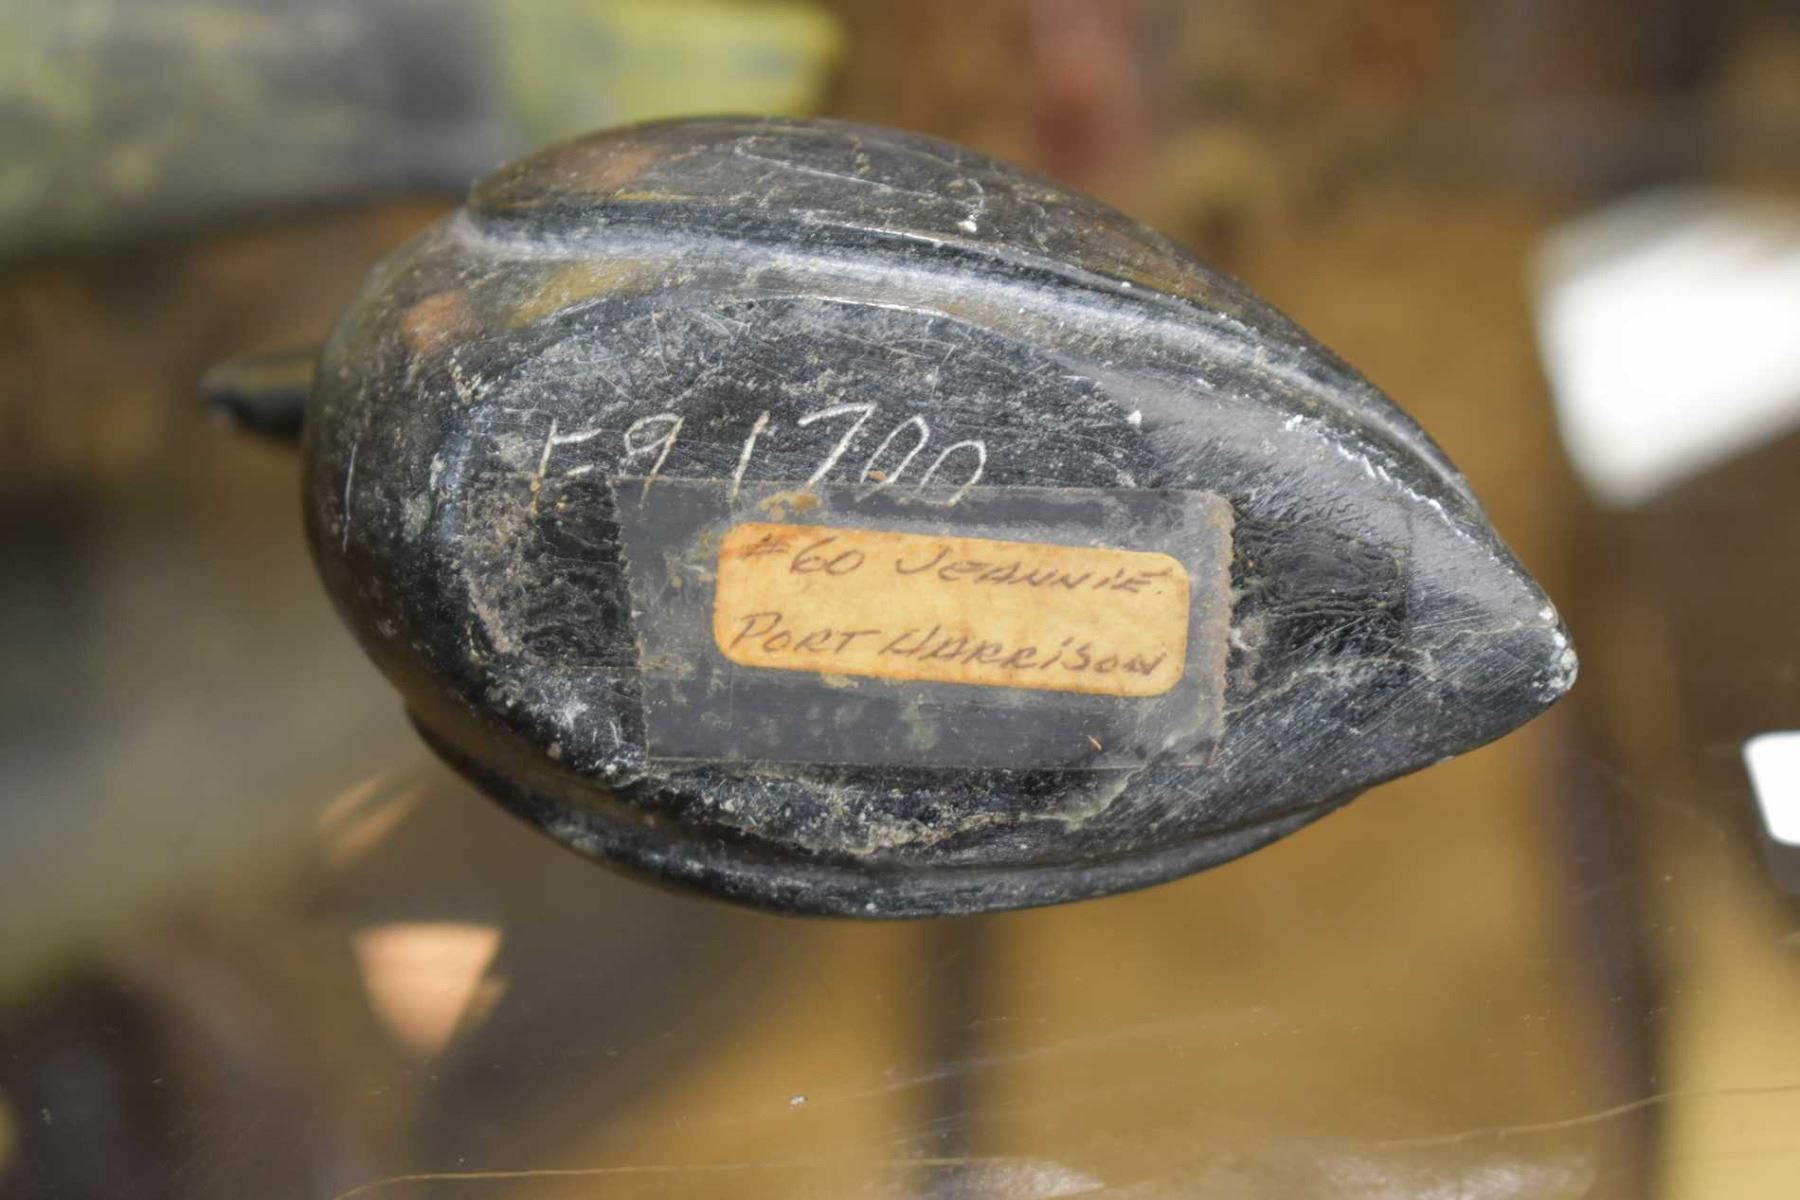 E91700
#60 JEANNIE
PORT HARRISON